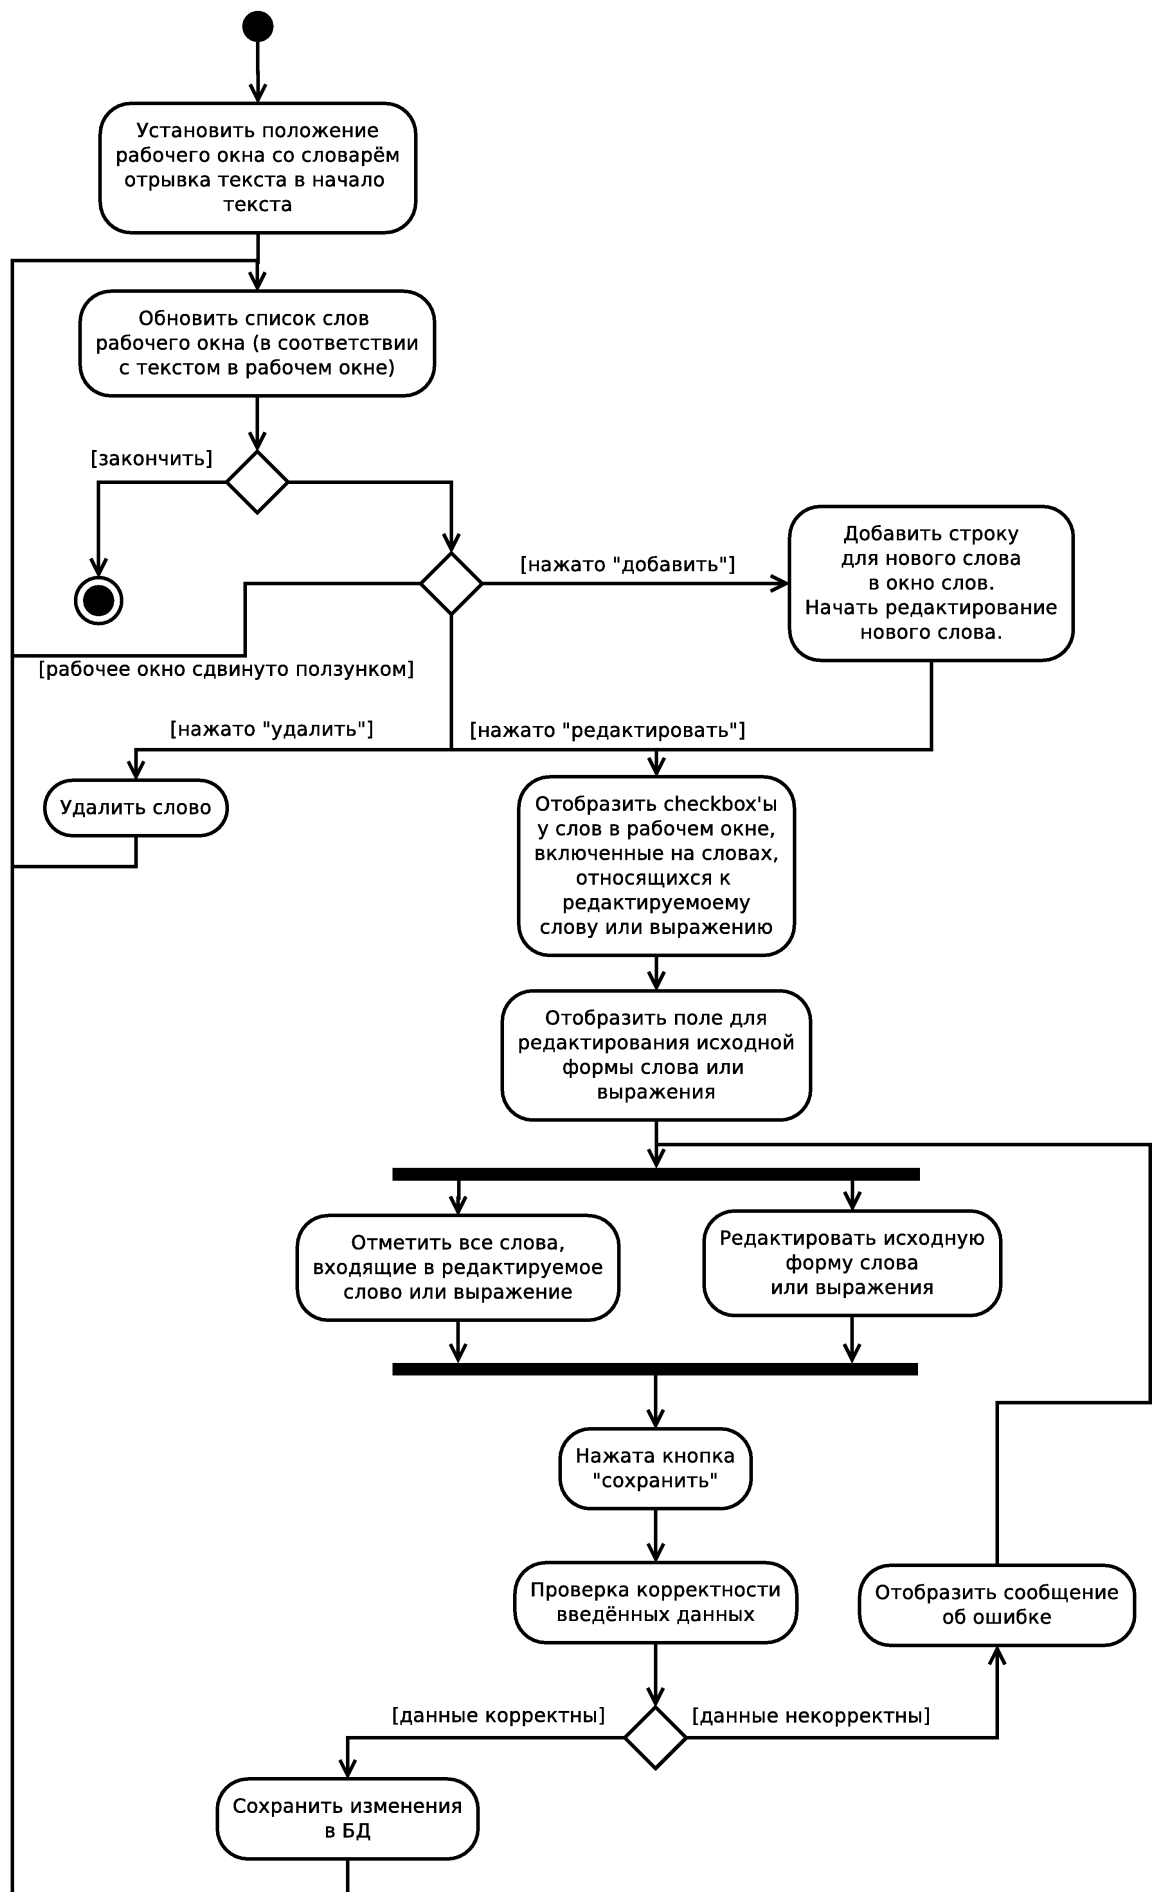 Установить положение
рабочего окна со словарём
отрывка текста в начало
текста
Обновить список слов
рабочего окна (в соответствии
с текстом в рабочем окне)
[закончить]
[нажато "добавить"]
Добавить строку
для нового слова
в окно слов.
Начать редактирование
нового слова.
[рабочее окно сдвинуто ползунком]
[нажато "удалить"]
[нажато "редактировать"]
Удалить слово
Отобразить checkbox'ы
у слов в рабочем окне,
включенные на словах,
относящихся к
редактируемоему
слову или выражению
Отобразить поле для
редактирования исходной
формы слова или
выражения
Отметить все слова,
входящие в редактируемое
слово или выражение
Редактировать исходную
форму слова
или выражения
Нажата кнопка
"сохранить"
Проверка корректности
введённых данных
Отобразить сообщение
об ошибке
[данные корректны]
[данные некорректны]
Сохранить изменения
в БД